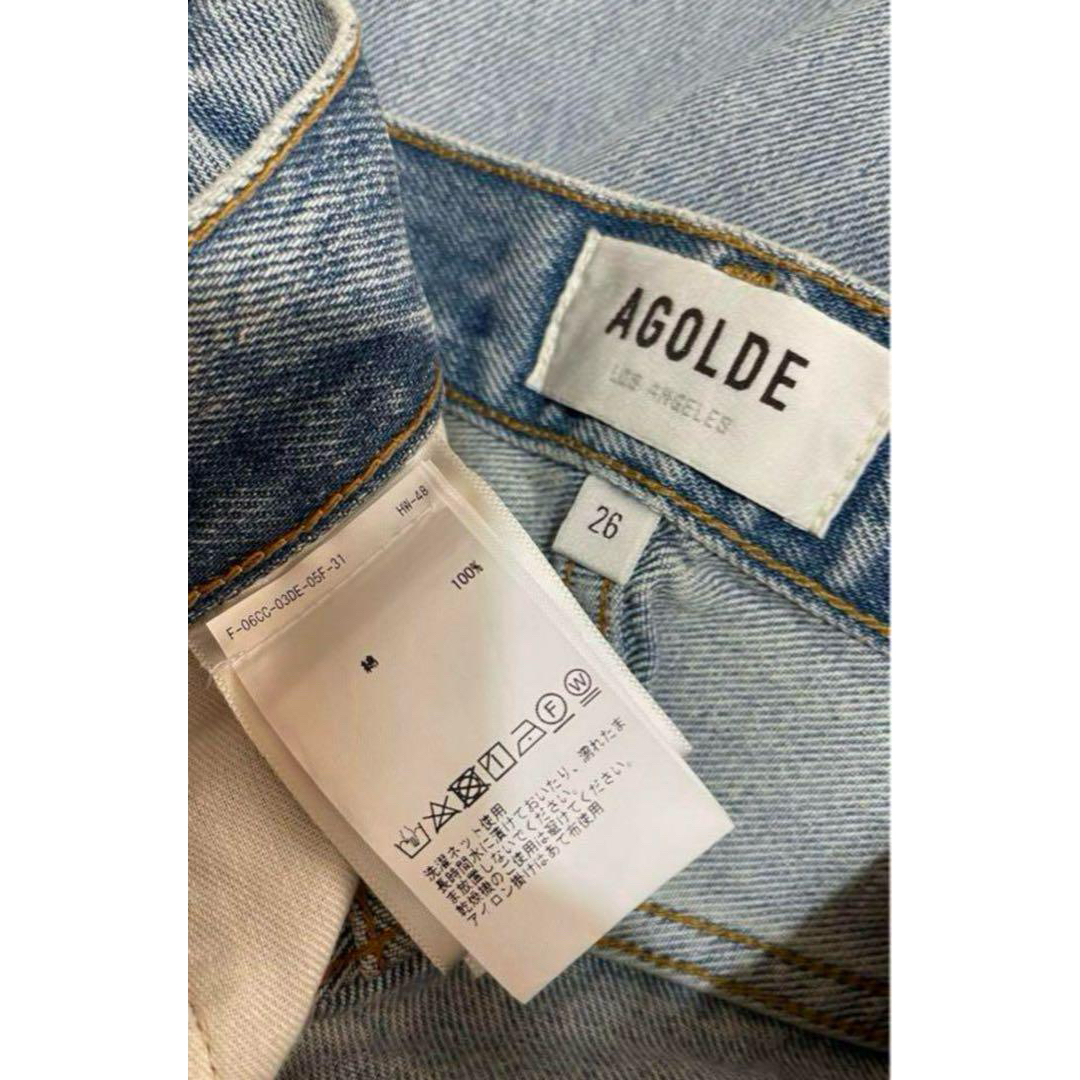 AGOLDE
LOS ANGELES
26
HW-48
F-06CC-03DE-05F-31
100%
綿
F
W
洗濯ネット使用
長時間水に漬けておいたり、濡れたま
ま放置しないでください。
乾燥機のご使用は避けてください。
アイロン掛けはあて布使用